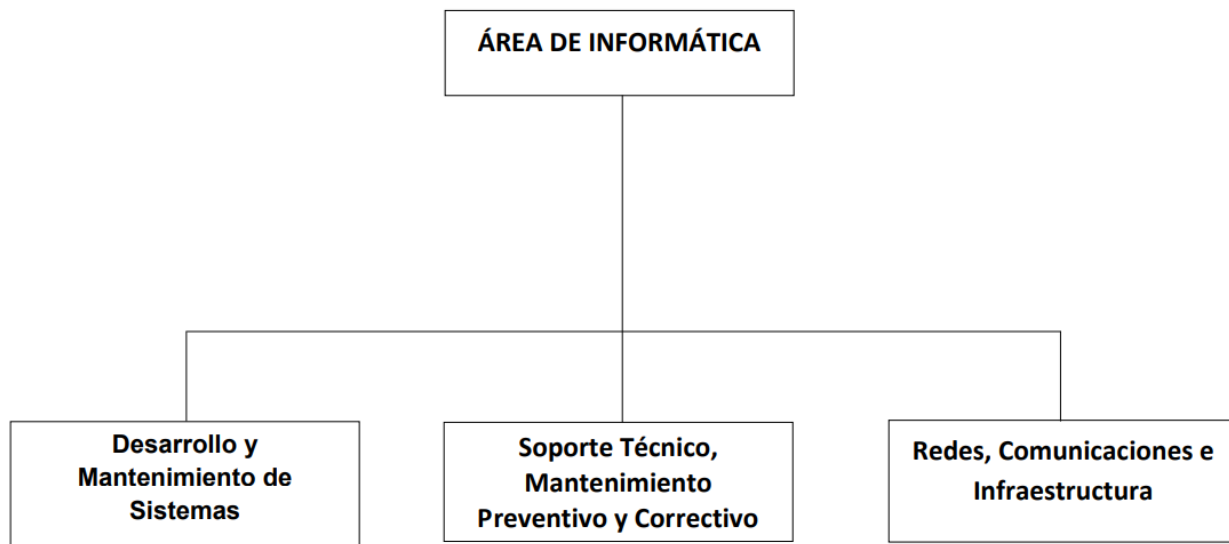 ÁREA DE INFORMÁTICA
Desarrollo y
Mantenimiento de
Sistemas
Soporte Técnico,
Mantenimiento
Preventivo y Correctivo
Redes, Comunicaciones e
Infraestructura